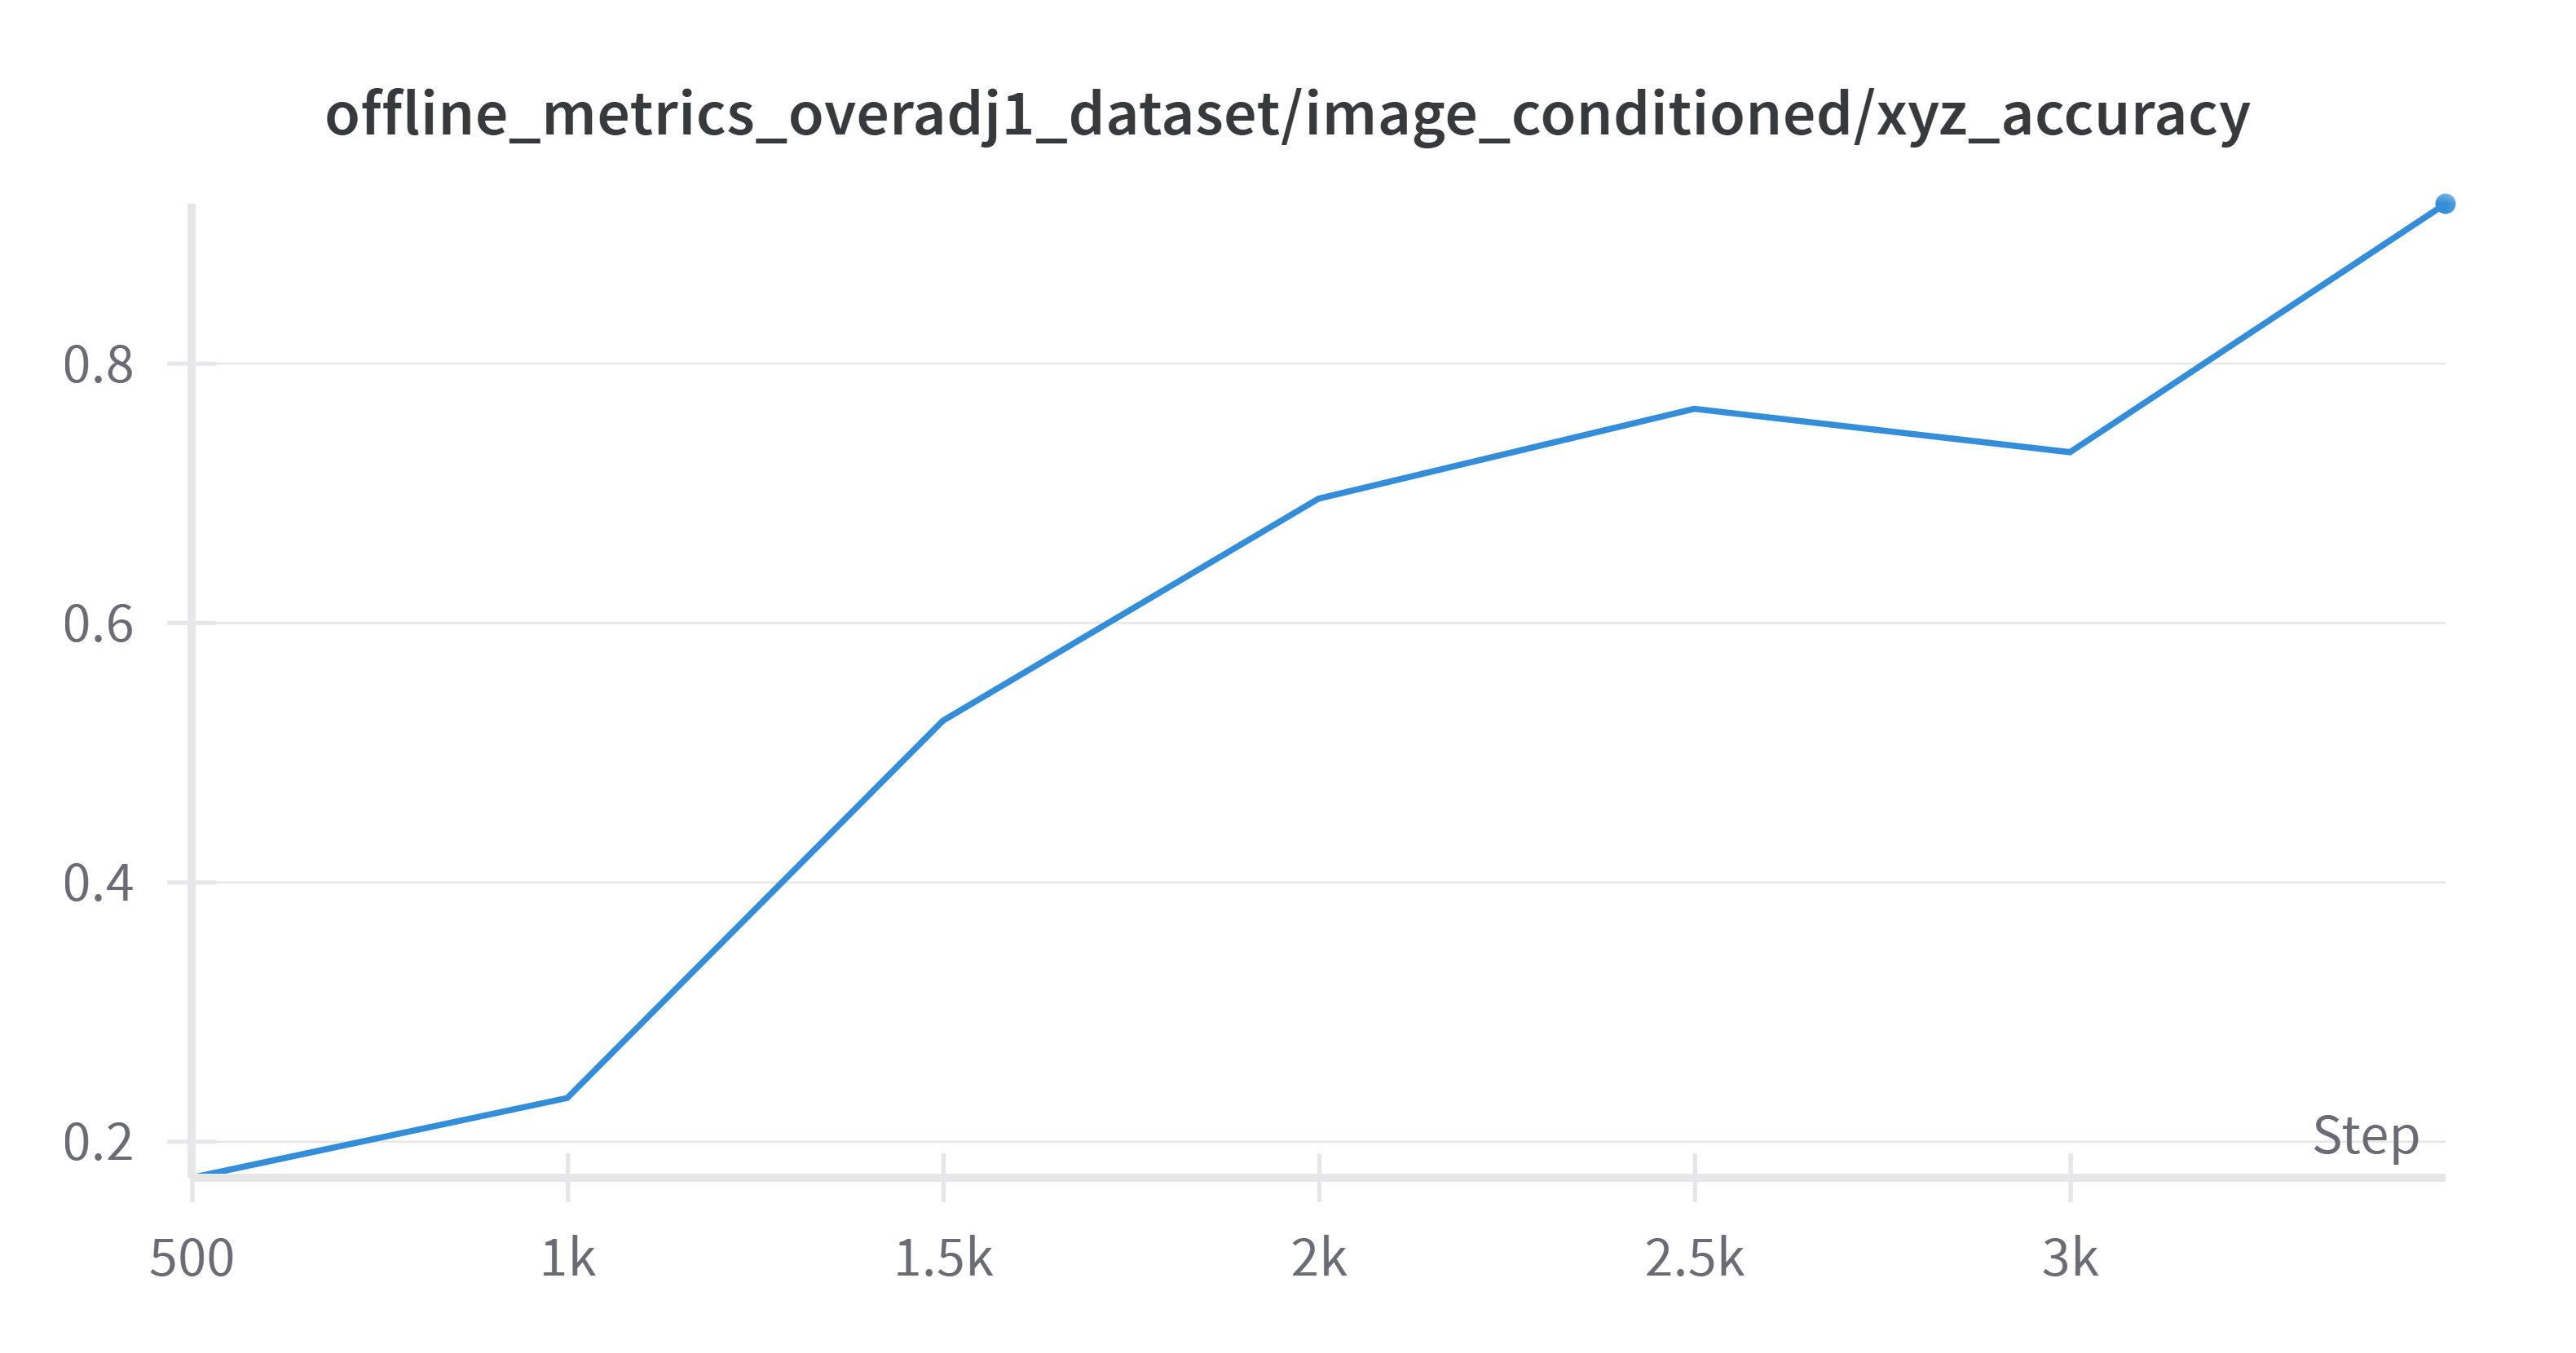 offline_metrics_overadj1_dataset/image_conditioned/xyz_accuracy
0.8
0.6
0.4
0.2
Step
500 1k 1.5k 2k 2.5k 3k